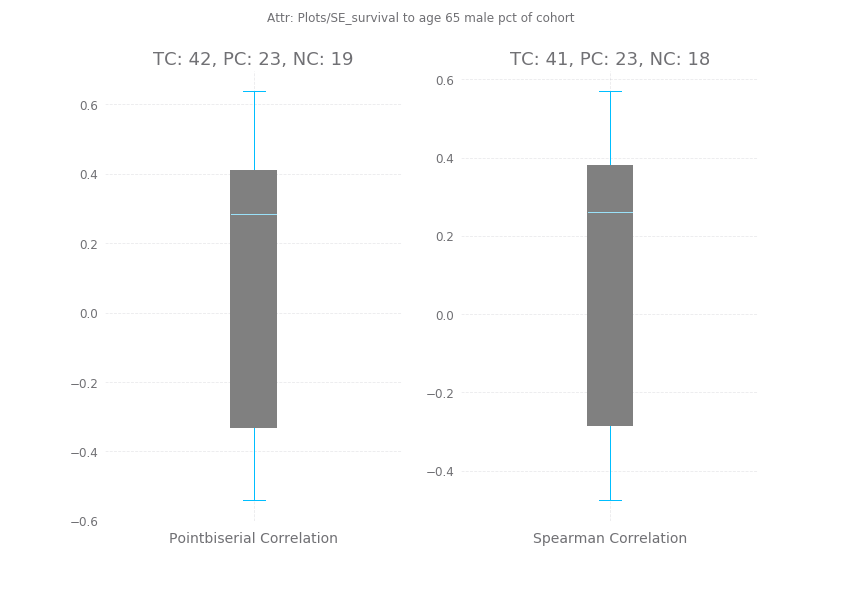 Attr: Plots/SE_survival to age 65 male pct of cohort
TC: 42, PC: 23, NC: 19
0.6
0.4
0.2
0.0
−0.2
−0.4
−0.6
Pointbiserial Correlation
TC: 41, PC: 23, NC: 18
0.6
0.4
0.2
0.0
−0.2
−0.4
Spearman Correlation